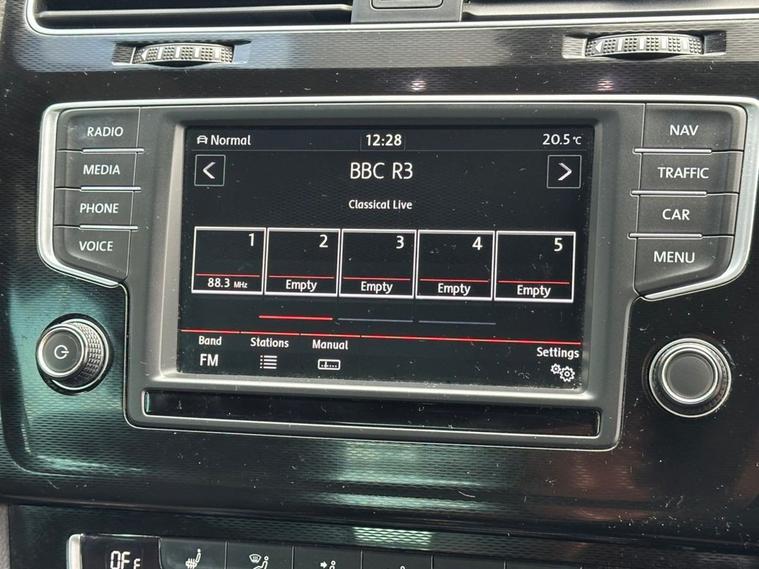 RADIO
MEDIA
PHONE
VOICE
Normal 12:28 20.5 °C
BBC R3
Classical Live
1 2 3 4 5
88.3 MHz Empty Empty Empty Empty
Band Stations Manual
FM
Settings
NAV
TRAFFIC
CAR
MENU
OFF